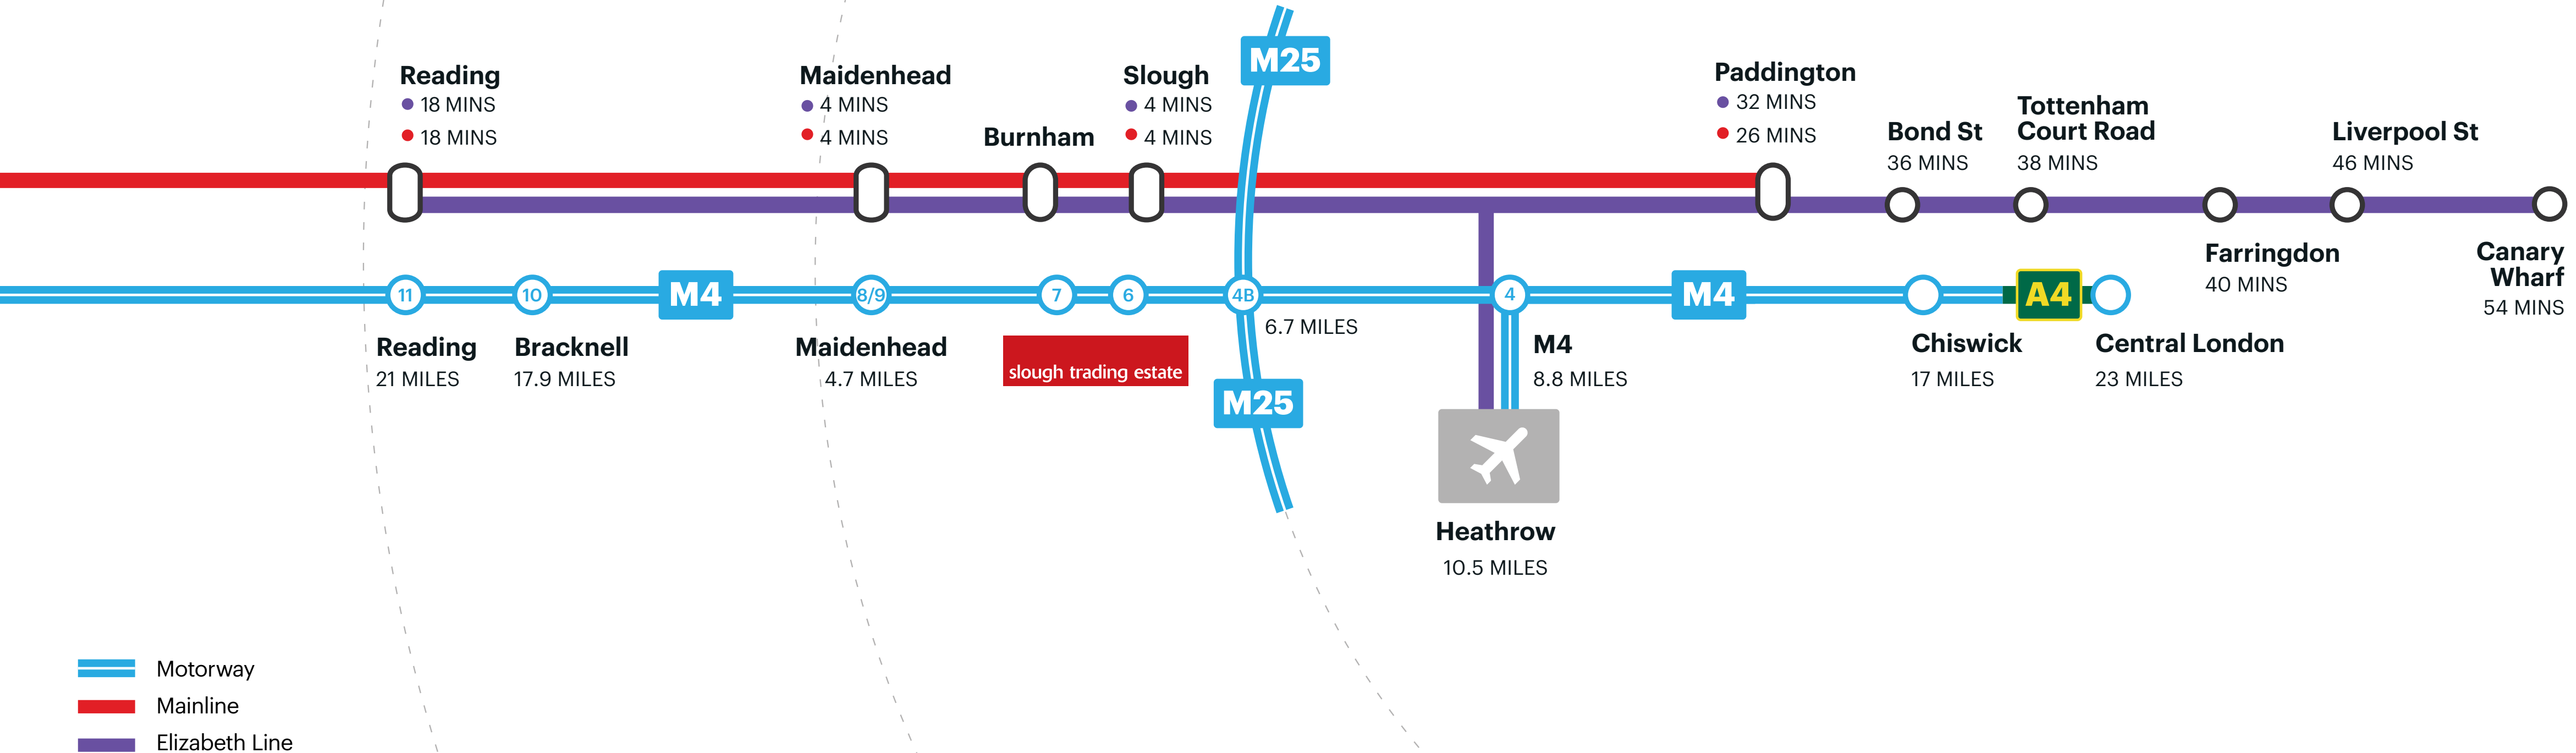 M25
Reading
18 MINS
18 MINS
Maidenhead
4 MINS
4 MINS
Burnham
Slough
4 MINS
4 MINS
Paddington
32 MINS
26 MINS
Bond St
36 MINS
Tottenham
Court Road
38 MINS
Liverpool St
46 MINS
Farringdon
40 MINS
Canary
Wharf
54 MINS
11
10
M4
8/9
7
6
4B
4
M4
A4
Reading
21 MILES
Bracknell
17.9 MILES
Maidenhead
4.7 MILES
slough trading estate
6.7 MILES
M25
M4
8.8 MILES
Chiswick
17 MILES
Central London
23 MILES
Heathrow
10.5 MILES
Motorway
Mainline
Elizabeth Line